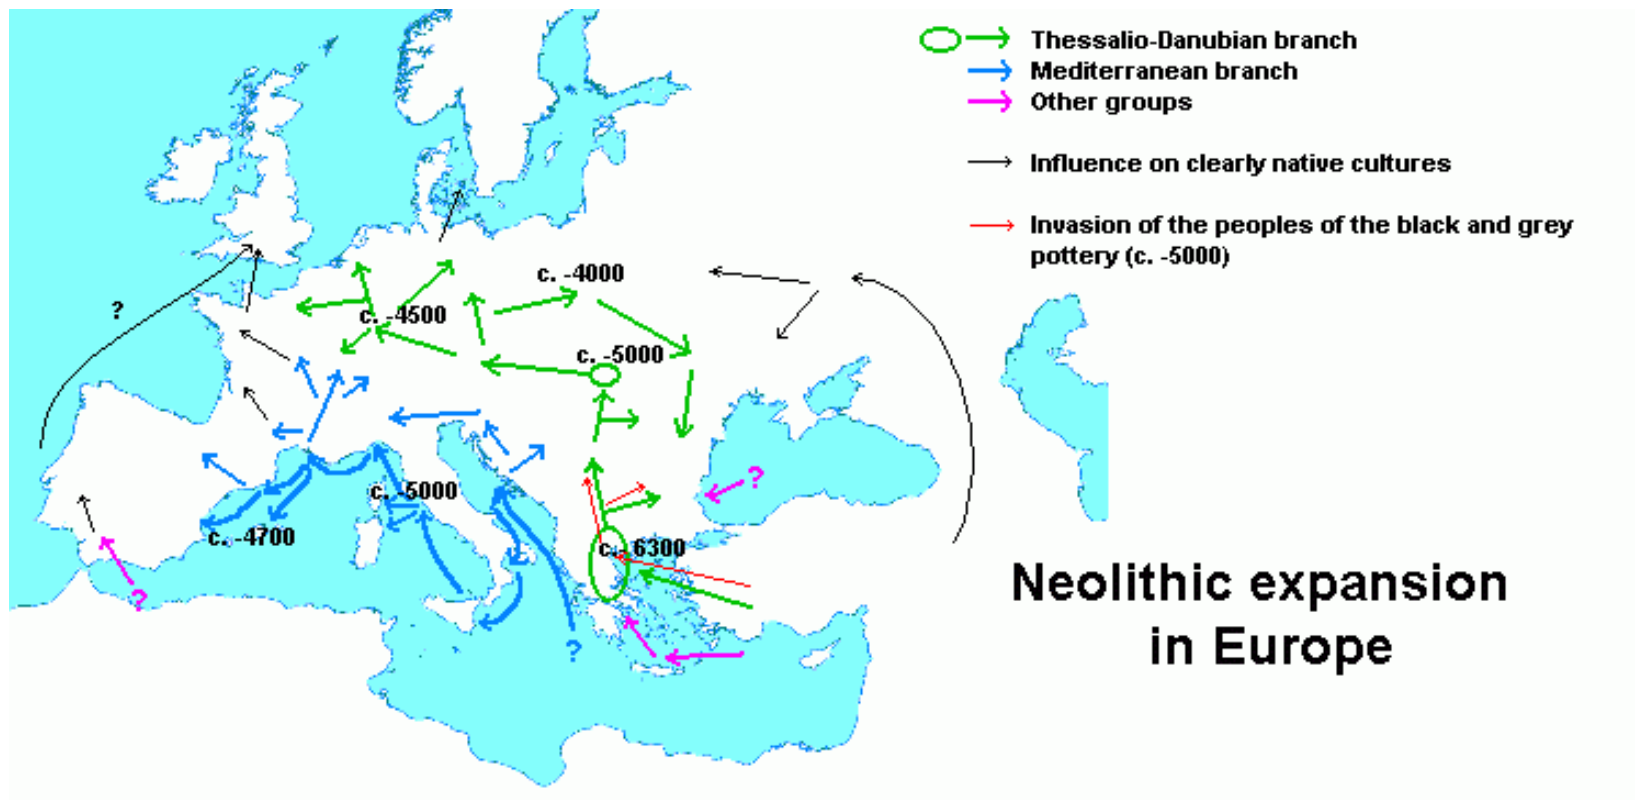 Thessalio-Danubian branch
Mediterranean branch
Other groups
Influence on clearly native cultures
Invasion of the peoples of the black and grey
pottery (c. -5000)
c. -4000
?
c. -4500
c. -5000
?
c. -5000
c. -4700
c. - 6300
?
?
Neolithic expansion
in Europe